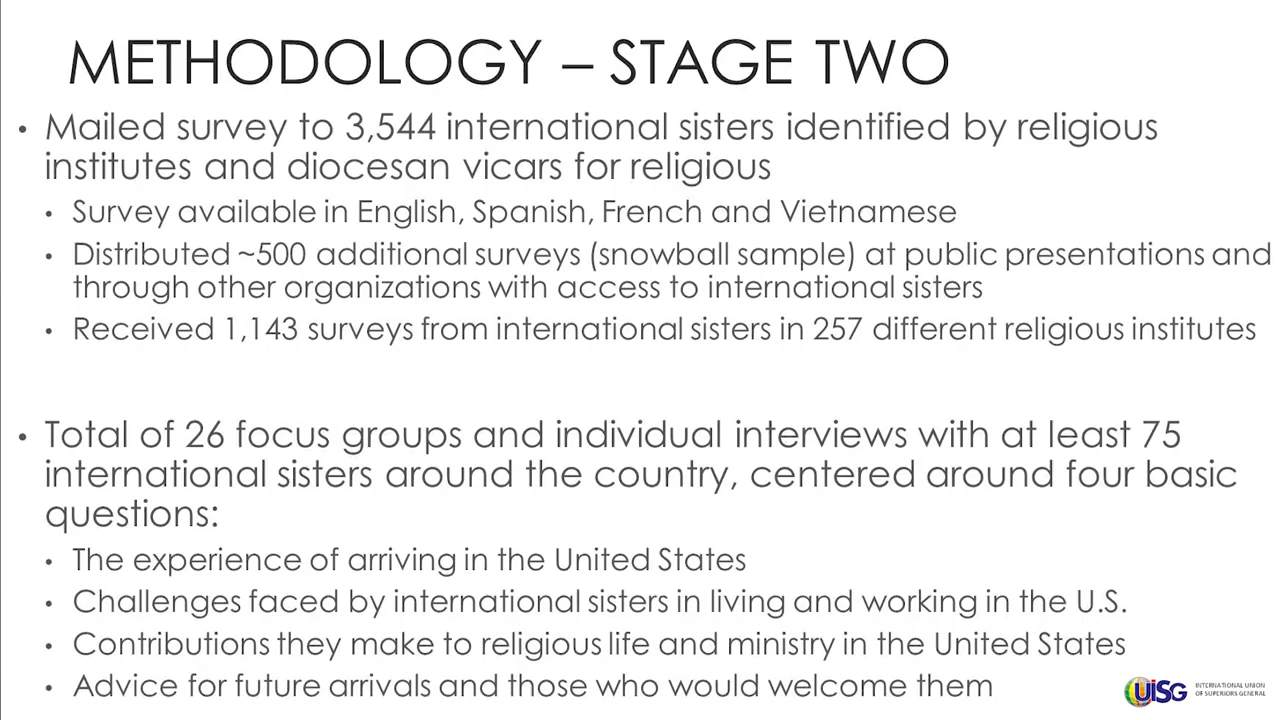 METHODOLOGY – STAGE TWO
• Mailed survey to 3,544 international sisters identified by religious
institutes and diocesan vicars for religious
• Survey available in English, Spanish, French and Vietnamese
• Distributed ~500 additional surveys (snowball sample) at public presentations and
through other organizations with access to international sisters
• Received 1,143 surveys from international sisters in 257 different religious institutes
• Total of 26 focus groups and individual interviews with at least 75
international sisters around the country, centered around four basic
questions:
• The experience of arriving in the United States
• Challenges faced by international sisters in living and working in the U.S.
• Contributions they make to religious life and ministry in the United States
• Advice for future arrivals and those who would welcome them
UISG
INTERNATIONAL UNION
OF SUPERIORS GENERAL